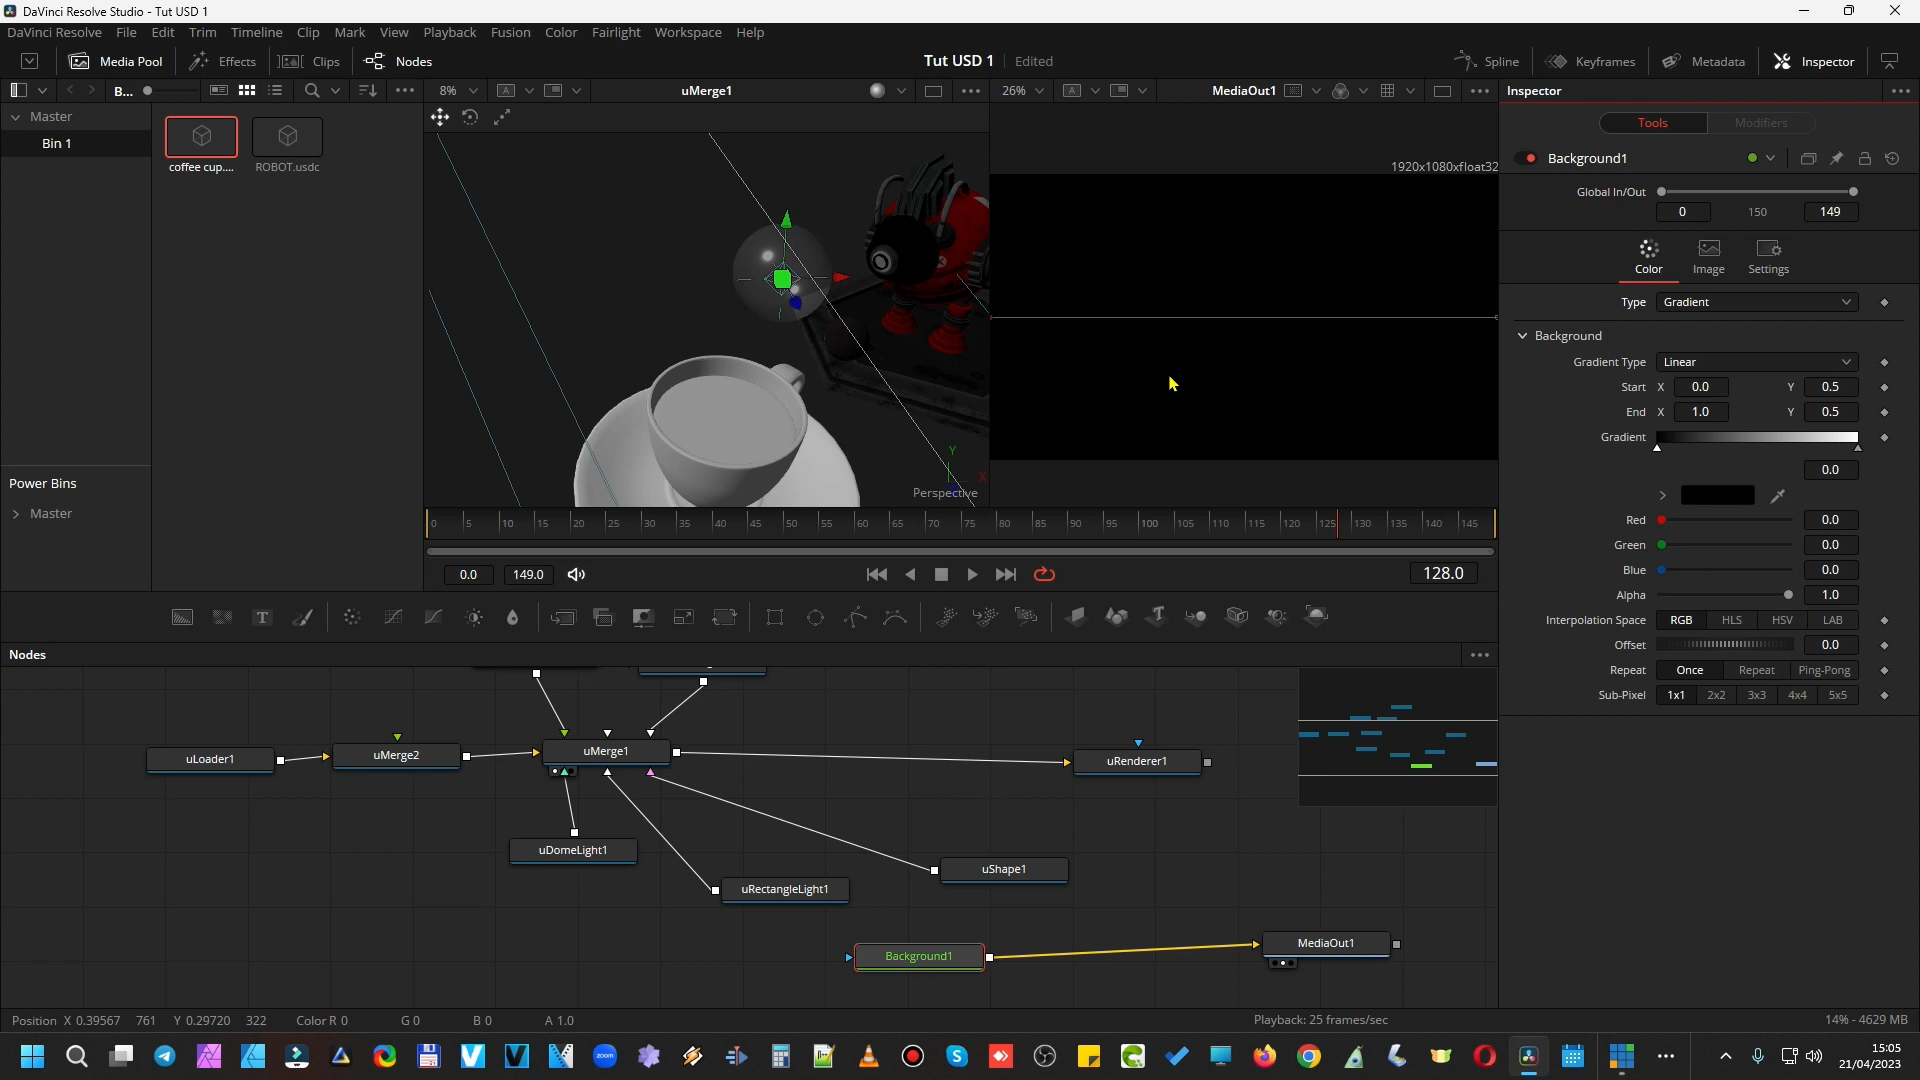 DaVinci Resolve Studio - Tut USD 1
DaVinci Resolve File Edit Trim Timeline Clip Mark View Playback Fusion Color Fairlight Workspace Help
Media Pool Effects Clips Nodes Tut USD 1 Edited Spline Keyframes Metadata Inspector
B... 8% A uMerge1 26% A MediaOut1 Inspector
Master
Bin 1
coffee cup.... ROBOT.usdc
Power Bins
Master
Y
X
Perspective
1920x1080xfloat32
Tools Modifiers
Background1
Global In/Out
0 150 149
Color Image Settings
Type Gradient
Background
Gradient Type Linear
Start X 0.0 Y 0.5
End X 1.0 Y 0.5
Gradient
0.0
Red 0.0
Green 0.0
Blue 0.0
Alpha 1.0
Interpolation Space RGB HLS HSV LAB
Offset 0.0
Repeat Once Repeat Ping-Pong
Sub-Pixel 1x1 2x2 3x3 4x4 5x5
0 5 10 15 20 25 30 35 40 45 50 55 60 65 70 75 80 85 90 95 100 105 110 115 120 125 130 135 140 145
0.0 149.0 128.0
Nodes
uLoader1
uMerge2
uMerge1
uRenderer1
uDomeLight1
uRectangleLight1
uShape1
Background1
MediaOut1
Position X 0.39567 761 Y 0.29720 322 Color R 0 G 0 B 0 A 1.0 Playback: 25 frames/sec 14% - 4629 MB
zoom
15:05
21/04/2023